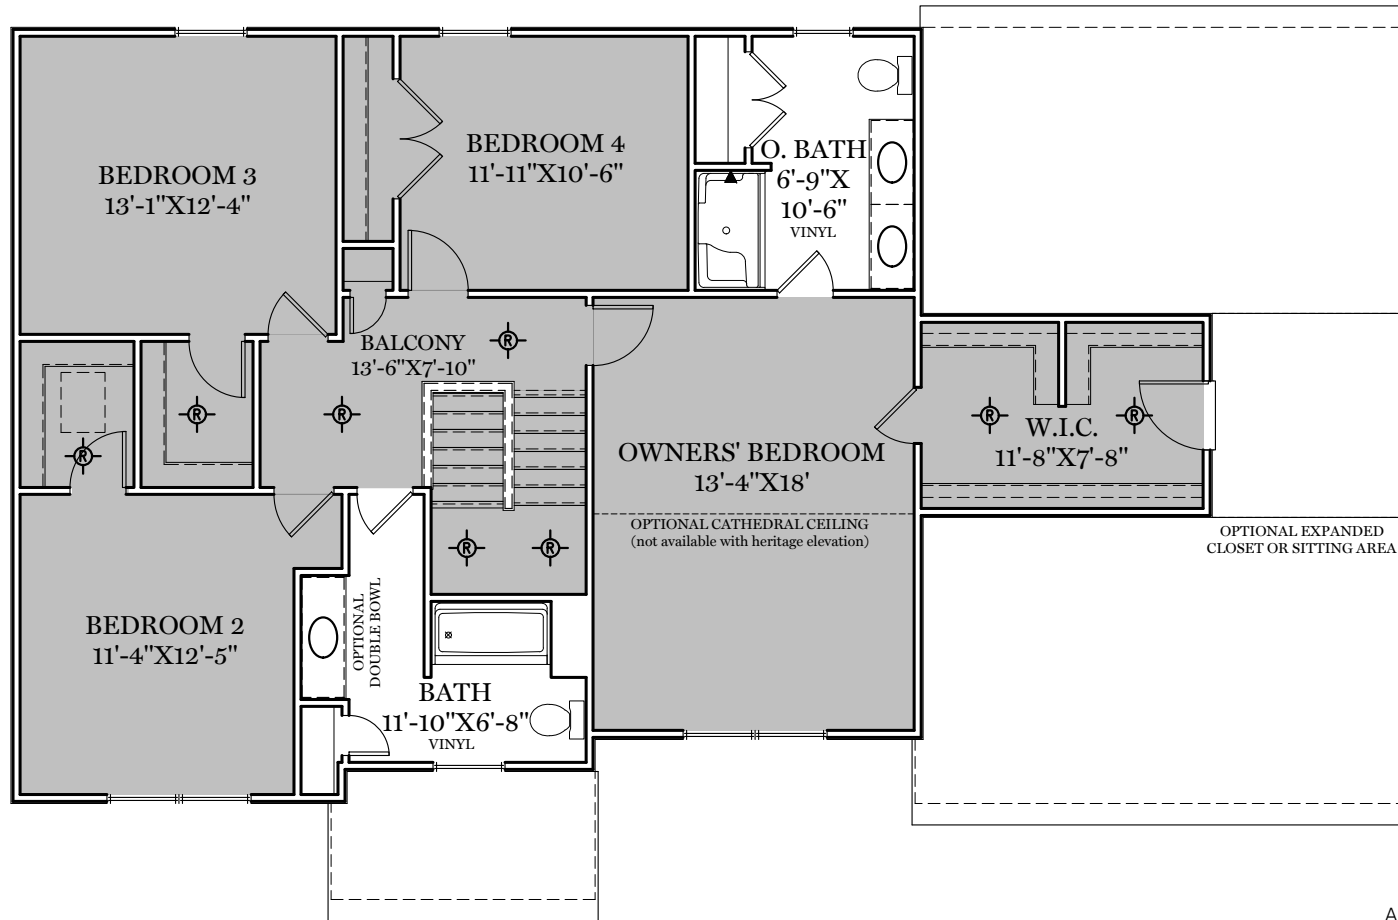 BEDROOM 3
13'-1"X12'-4"
BEDROOM 4
11'-11"X10'-6"
O. BATH
6'-9"X
10'-6"
VINYL
BALCONY
13'-6"X7'-10"
R
R
R
R
R
R
W.I.C.
11'-8"X7'-8"
OWNERS' BEDROOM
13'-4"X18'
OPTIONAL CATHEDRAL CEILING
(not available with heritage elevation)
OPTIONAL EXPANDED
CLOSET OR SITTING AREA
R
R
BEDROOM 2
11'-4"X12'-5"
OPTIONAL
DOUBLE BOWL
BATH
11'-10"X6'-8"
VINYL
A